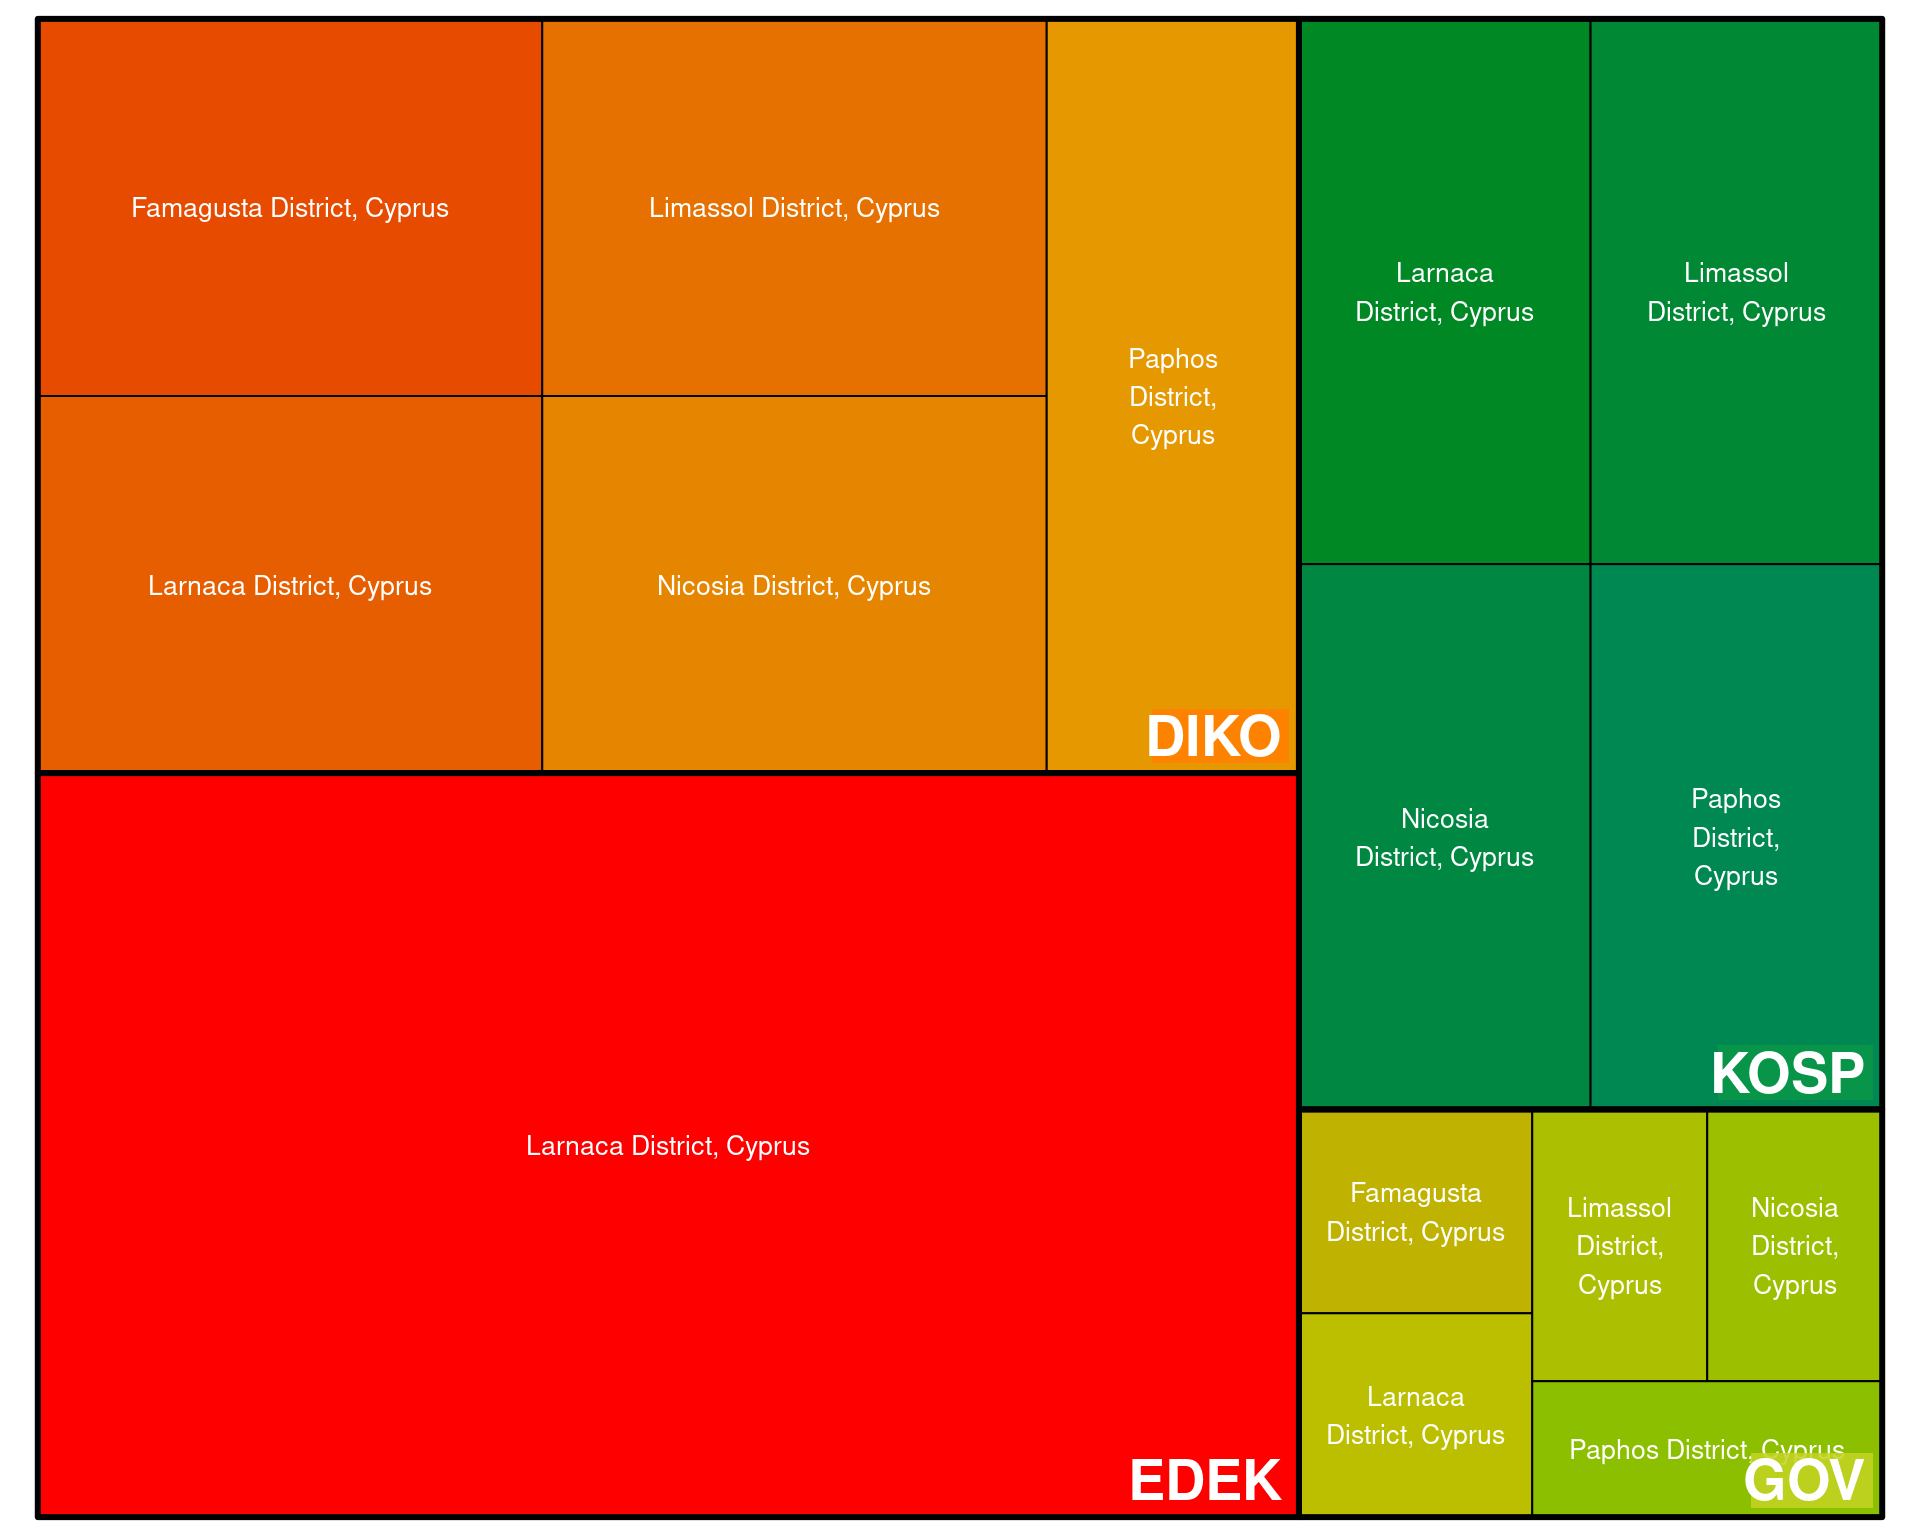 Famagusta District, Cyprus
Limassol District, Cyprus
Larnaca District, Cyprus
Nicosia District, Cyprus
Paphos
District,
Cyprus
DIKO
Larnaca District, Cyprus
EDEK
Larnaca
District, Cyprus
Limassol
District, Cyprus
Nicosia
District, Cyprus
Paphos
District,
Cyprus
KOSP
Famagusta
District, Cyprus
Larnaca
District, Cyprus
Limassol
District,
Cyprus
Nicosia
District,
Cyprus
Paphos District, Cyprus
GOV